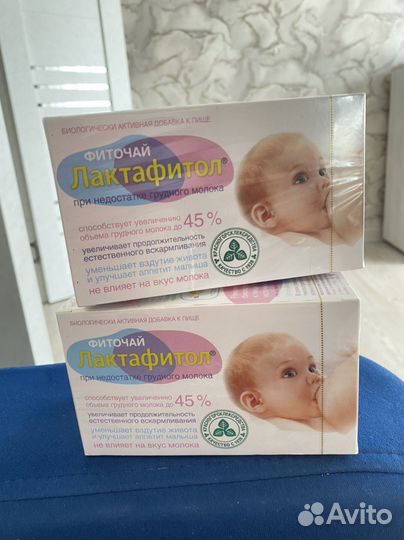 БИОЛОГИЧЕСКИ АКТИВНАЯ ДОБАВКА К ПИЩЕ
ФИТОЧАЙ
Лактафитол®
при недостатке грудного молока
способствует увеличению
объема грудного молока до 45%
увеличивает продолжительность
естественного вскармливания
уменьшает вздутие живота
и улучшает аппетит малыша
не влияет на вкус молока
КРАСНОГОРСКЛЕКСРЕДСТВА
КАЧЕСТВО С 1938
БИОЛОГИЧЕСКИ АКТИВНАЯ ДОБАВКА К ПИЩЕ
ФИТОЧАЙ
Лактафитол®
при недостатке грудного молока
способствует увеличению
объема грудного молока до 45%
увеличивает продолжительность
естественного вскармливания
уменьшает вздутие живота
и улучшает аппетит малыша
не влияет на вкус молока
Avito